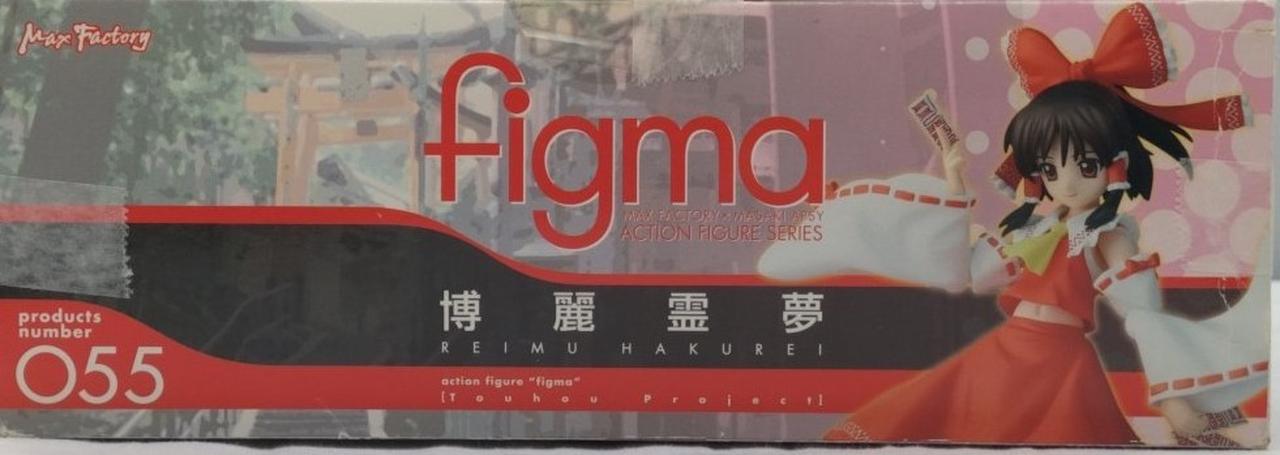 Max Factory
figma
MAX FACTORY × MASAKI APSY
ACTION FIGURE SERIES
博麗霊夢
REIMU HAKUREI
products
number
055
action figure "figma"
[Touhou Project]